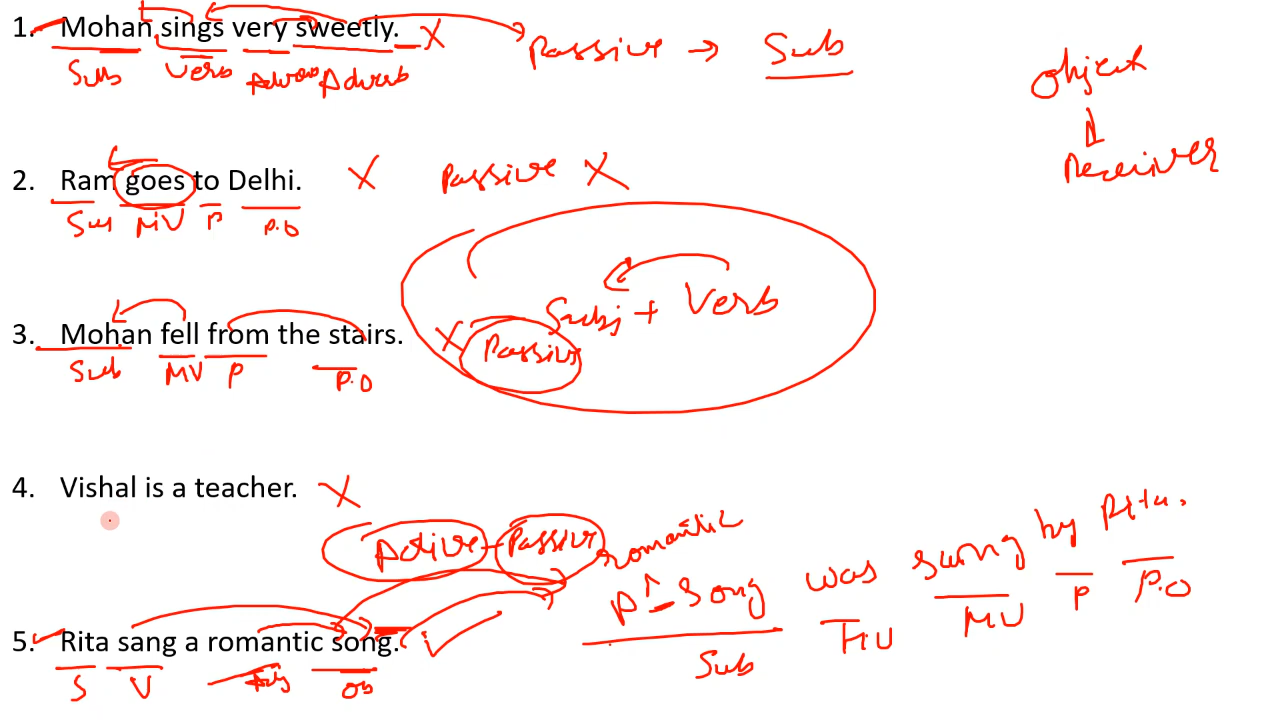 1. Mohan sings very sweetly. X Passive → Sub
Sub Verb Adverb Adverb
Object
Receiver
2. Ram goes to Delhi. X Passive X
Sub MV P P.O
Subj + Verb
3. Mohan fell from the stairs. X Passive
Sub MV P P.O
4. Vishal is a teacher. X
Active - Passive
romantic
A song was sung by Rita.
Sub HV MV P P.O
5. Rita sang a romantic song. ✓
S V Adj Ob